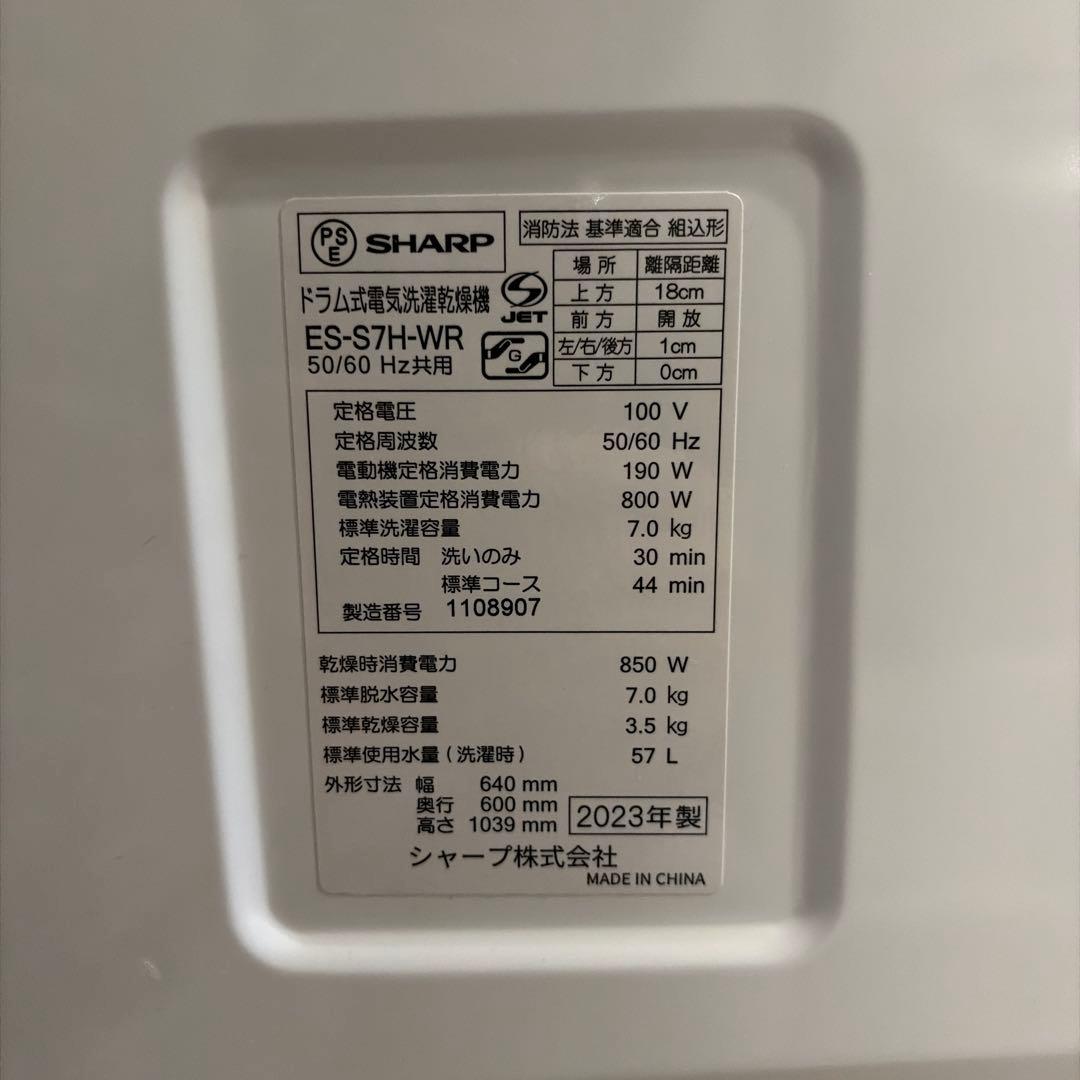 PSE SHARP
消防法 基準適合 組込形
場所 離隔距離
上方 18cm
前方 開放
左/右/後方 1cm
下方 0cm
ドラム式電気洗濯乾燥機
S JET
ES-S7H-WR
50/60 Hz共用
G
定格電圧 100 V
定格周波数 50/60 Hz
電動機定格消費電力 190 W
電熱装置定格消費電力 800 W
標準洗濯容量 7.0 kg
定格時間 洗いのみ 30 min
標準コース 44 min
製造番号 1108907
乾燥時消費電力 850 W
標準脱水容量 7.0 kg
標準乾燥容量 3.5 kg
標準使用水量(洗濯時) 57 L
外形寸法 幅 640 mm
奥行 600 mm
高さ 1039 mm
2023年製
シャープ株式会社
MADE IN CHINA